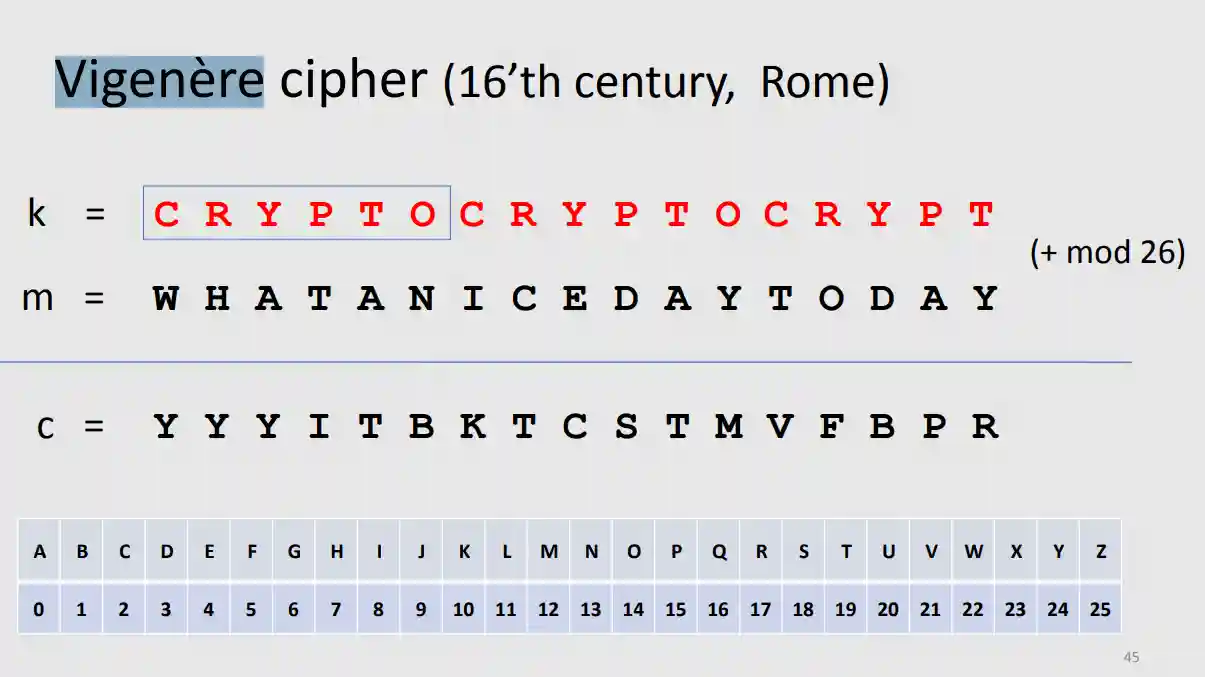 Vigenère cipher (16’th century, Rome)
k = C R Y P T O C R Y P T O C R Y P T
(+ mod 26)
m = W H A T A N I C E D A Y T O D A Y
c = Y Y Y I T B K T C S T M V F B P R
A B C D E F G H I J K L M N O P Q R S T U V W X Y Z
0 1 2 3 4 5 6 7 8 9 10 11 12 13 14 15 16 17 18 19 20 21 22 23 24 25
45